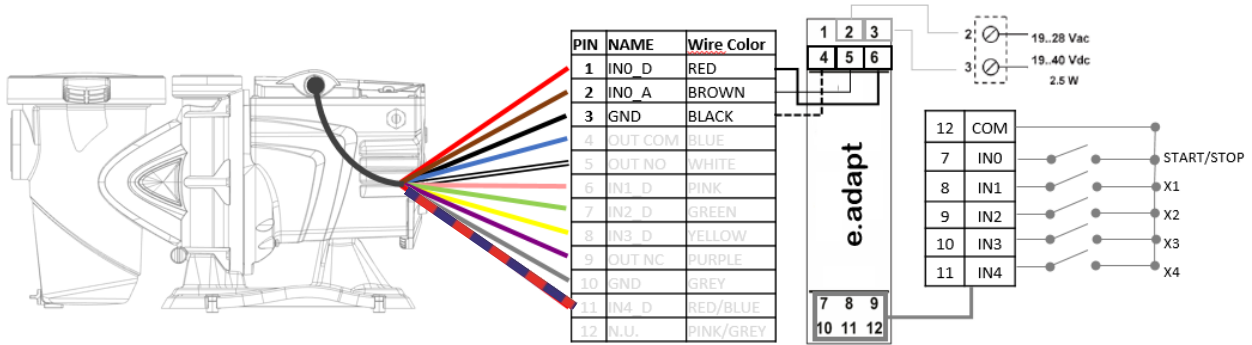 PIN NAME Wire Color
1 IN0_D RED
2 IN0_A BROWN
3 GND BLACK
4 OUT COM BLUE
5 OUT NO WHITE
6 IN1_D PINK
7 IN2_D GREEN
8 IN3_D YELLOW
9 OUT NC PURPLE
10 GND GREY
11 IN4_D RED/BLUE
12 N.U. PINK/GREY
1 2 3
4 5 6
e.adapt
7 8 9
10 11 12
2 19..28 Vac
3 19..40 Vdc
2.5 W
12 COM
7 IN0 START/STOP
8 IN1 X1
9 IN2 X2
10 IN3 X3
11 IN4 X4